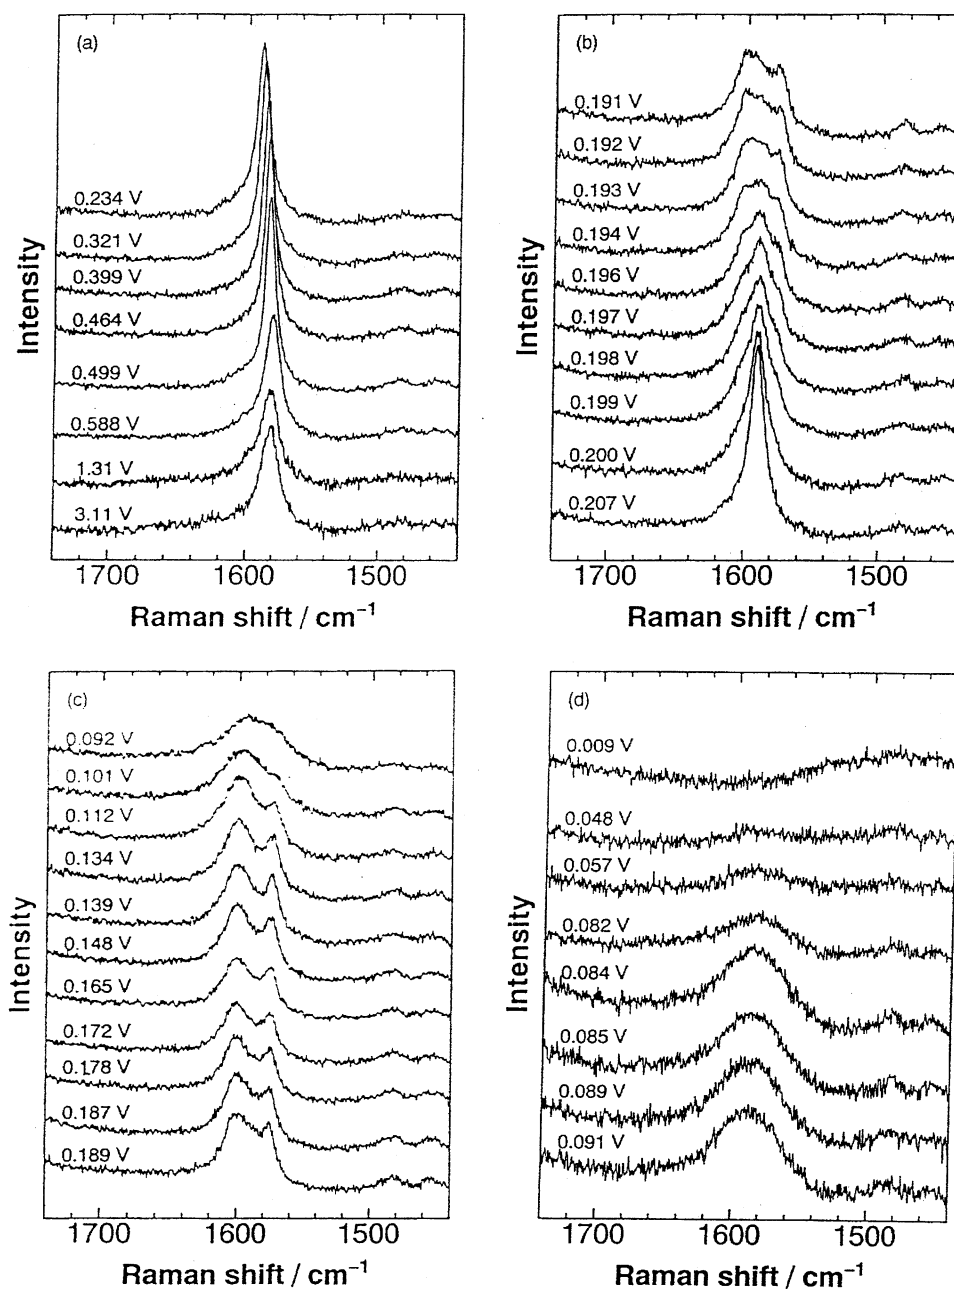 (a)
0.234 V
0.321 V
0.399 V
0.464 V
0.499 V
0.588 V
1.31 V
3.11 V
Intensity
1700 1600 1500
Raman shift / cm⁻¹
(b)
0.191 V
0.192 V
0.193 V
0.194 V
0.196 V
0.197 V
0.198 V
0.199 V
0.200 V
0.207 V
Intensity
1700 1600 1500
Raman shift / cm⁻¹
(c)
0.092 V
0.101 V
0.112 V
0.134 V
0.139 V
0.148 V
0.165 V
0.172 V
0.178 V
0.187 V
0.189 V
Intensity
1700 1600 1500
Raman shift / cm⁻¹
(d)
0.009 V
0.048 V
0.057 V
0.082 V
0.084 V
0.085 V
0.089 V
0.091 V
Intensity
1700 1600 1500
Raman shift / cm⁻¹